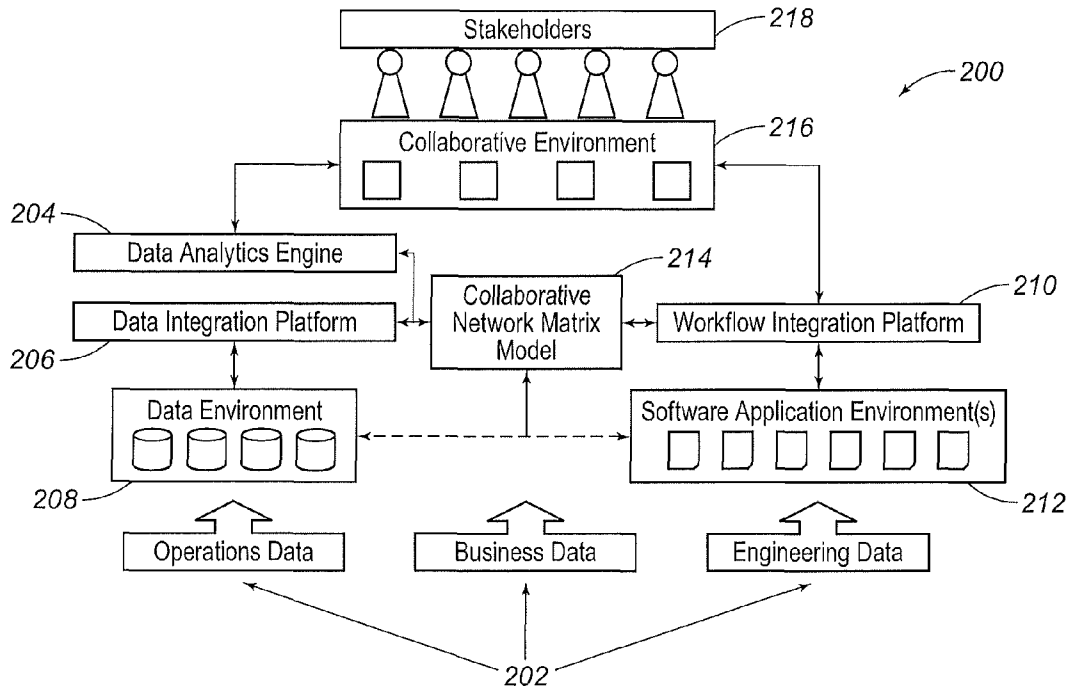 Stakeholders
218
200
Collaborative Environment
216
204
Data Analytics Engine
214
Collaborative
Network Matrix
Model
210
Data Integration Platform
Workflow Integration Platform
206
Data Environment
Software Application Environment(s)
208
212
Operations Data
Business Data
Engineering Data
202